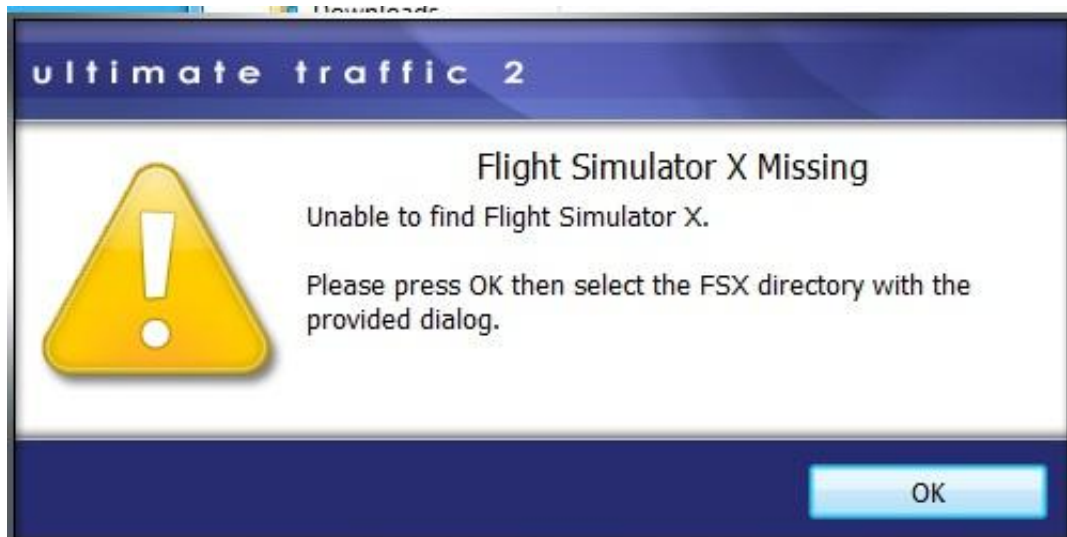 Downloads
ultimate traffic 2
Flight Simulator X Missing
Unable to find Flight Simulator X.
Please press OK then select the FSX directory with the
provided dialog.
OK